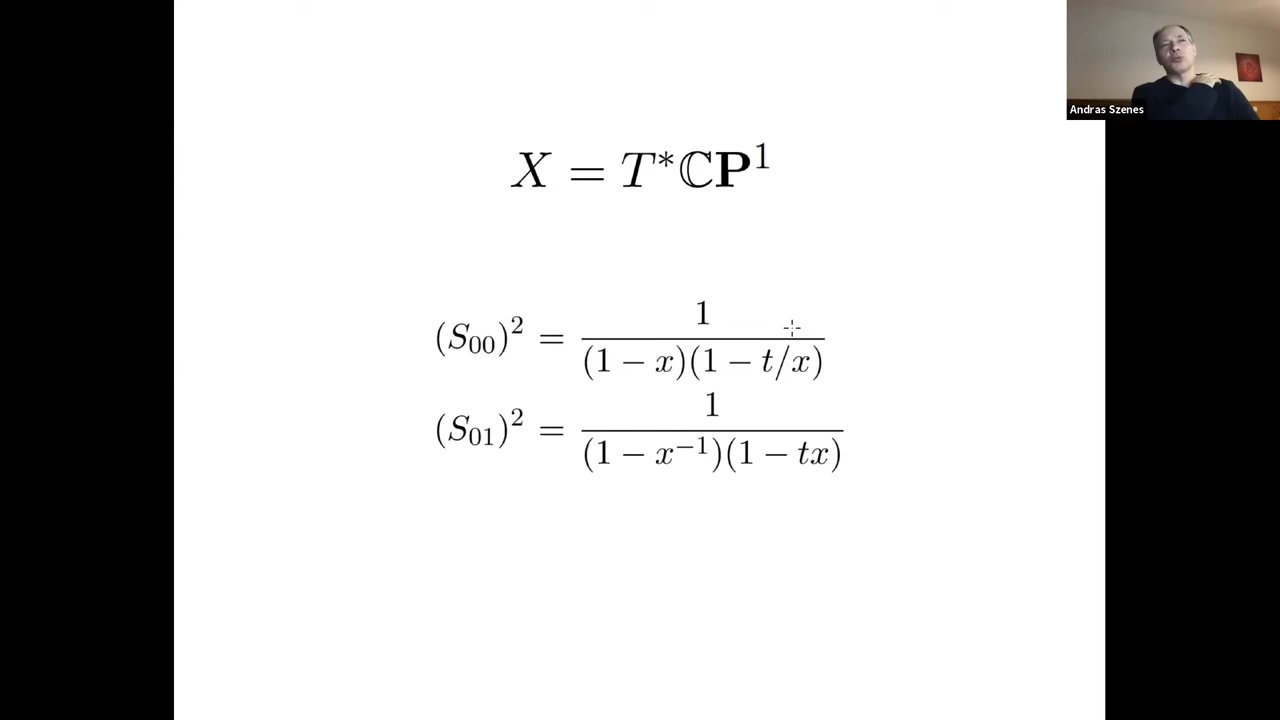 Andras Szenes
X = T*ℂ𝐏¹
(S₀₀)² = 1 / ((1 − x)(1 − t/x))
(S₀₁)² = 1 / ((1 − x⁻¹)(1 − tx))